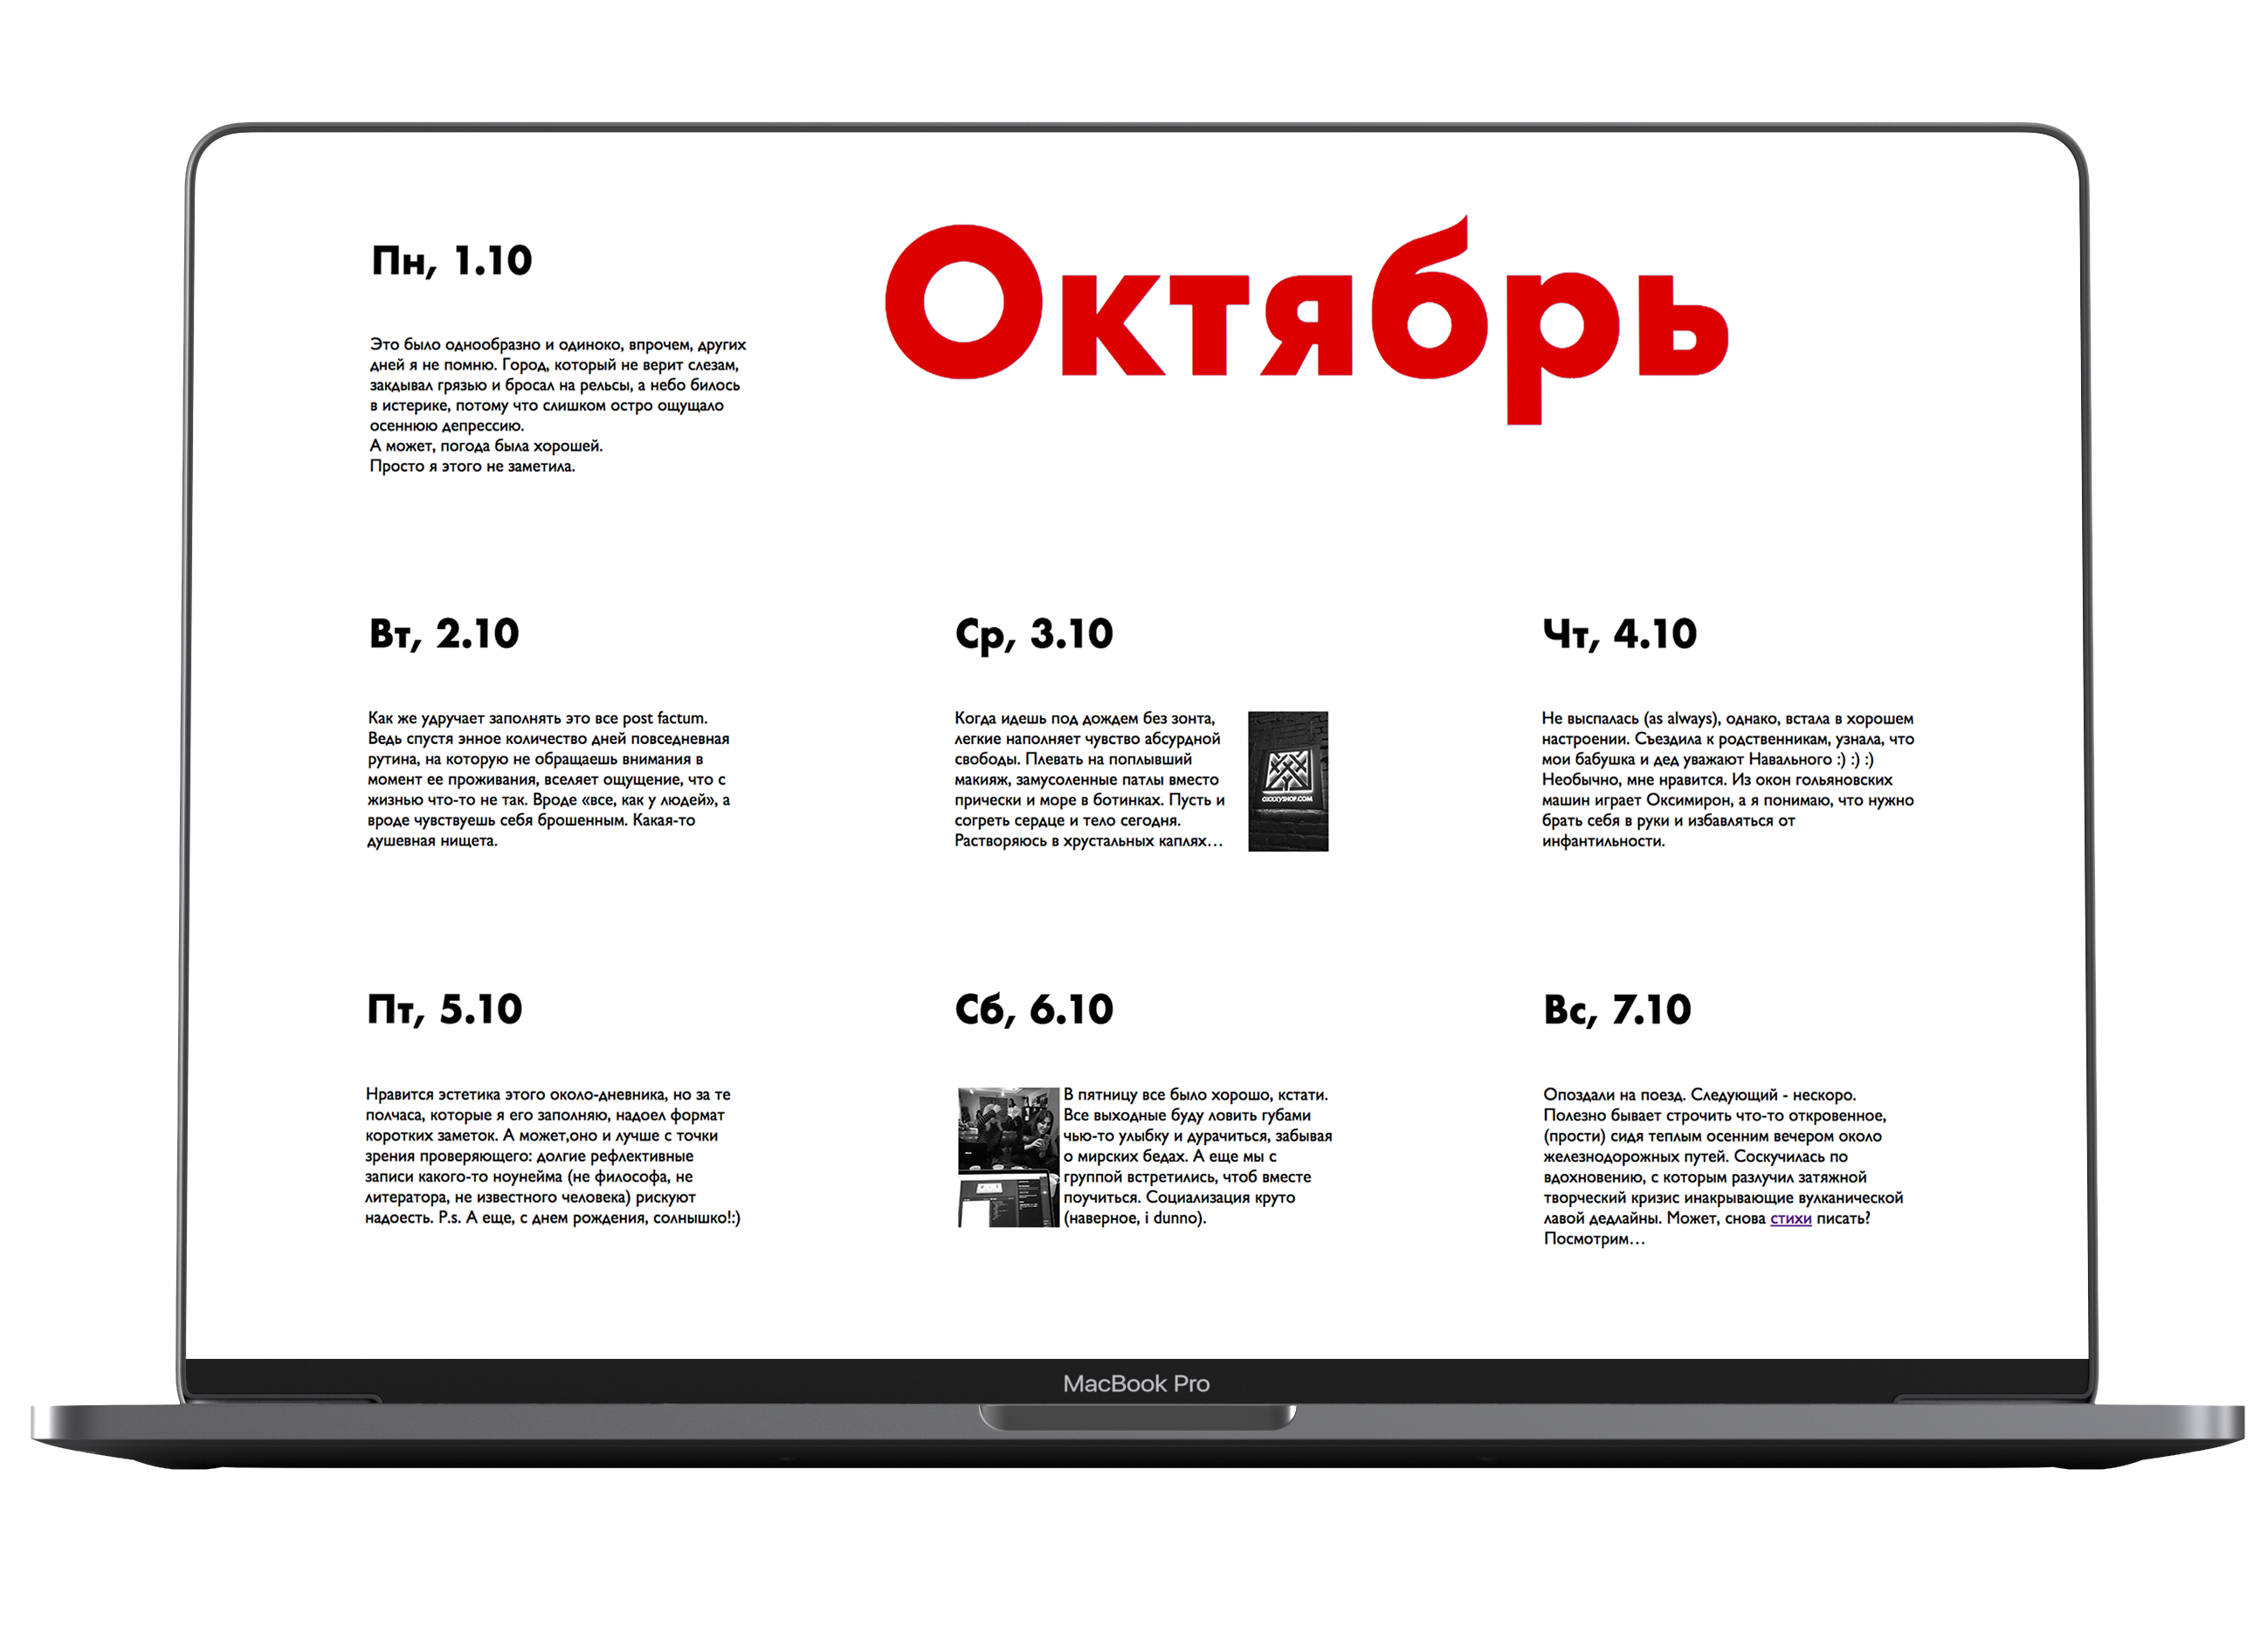 Октябрь
Пн, 1.10
Это было однообразно и одиноко, впрочем, других
дней я не помню. Город, который не верит слезам,
закдывал грязью и бросал на рельсы, а небо билось
в истерике, потому что слишком остро ощущало
осеннюю депрессию.
А может, погода была хорошей.
Просто я этого не заметила.
Вт, 2.10
Как же удручает заполнять это все post factum.
Ведь спустя энное количество дней повседневная
рутина, на которую не обращаешь внимания в
момент ее проживания, вселяет ощущение, что с
жизнью что-то не так. Вроде «все, как у людей», а
вроде чувствуешь себя брошенным. Какая-то
душевная нищета.
Ср, 3.10
Когда идешь под дождем без зонта,
легкие наполняет чувство абсурдной
свободы. Плевать на поплывший
макияж, замусоленные патлы вместо
прически и море в ботинках. Пусть и
согреть сердце и тело сегодня.
Растворяюсь в хрустальных каплях…
OXXXYSHOP.COM
Чт, 4.10
Не выспалась (as always), однако, встала в хорошем
настроении. Съездила к родственникам, узнала, что
мои бабушка и дед уважают Навального :) :) :)
Необычно, мне нравится. Из окон гольяновских
машин играет Оксимирон, а я понимаю, что нужно
брать себя в руки и избавляться от
инфантильности.
Пт, 5.10
Нравится эстетика этого около-дневника, но за те
полчаса, которые я его заполняю, надоел формат
коротких заметок. А может,оно и лучше с точки
зрения проверяющего: долгие рефлективные
записи какого-то ноунейма (не философа, не
литератора, не известного человека) рискуют
надоесть. P.s. А еще, с днем рождения, солнышко!:)
Сб, 6.10
В пятницу все было хорошо, кстати.
Все выходные буду ловить губами
чью-то улыбку и дурачиться, забывая
о мирских бедах. А еще мы с
группой встретились, чтоб вместе
поучиться. Социализация круто
(наверное, i dunno).
Вс, 7.10
Опоздали на поезд. Следующий - нескоро.
Полезно бывает строчить что-то откровенное,
(прости) сидя теплым осенним вечером около
железнодорожных путей. Соскучилась по
вдохновению, с которым разлучил затяжной
творческий кризис инакрывающие вулканической
лавой дедлайны. Может, снова стихи писать?
Посмотрим…
MacBook Pro